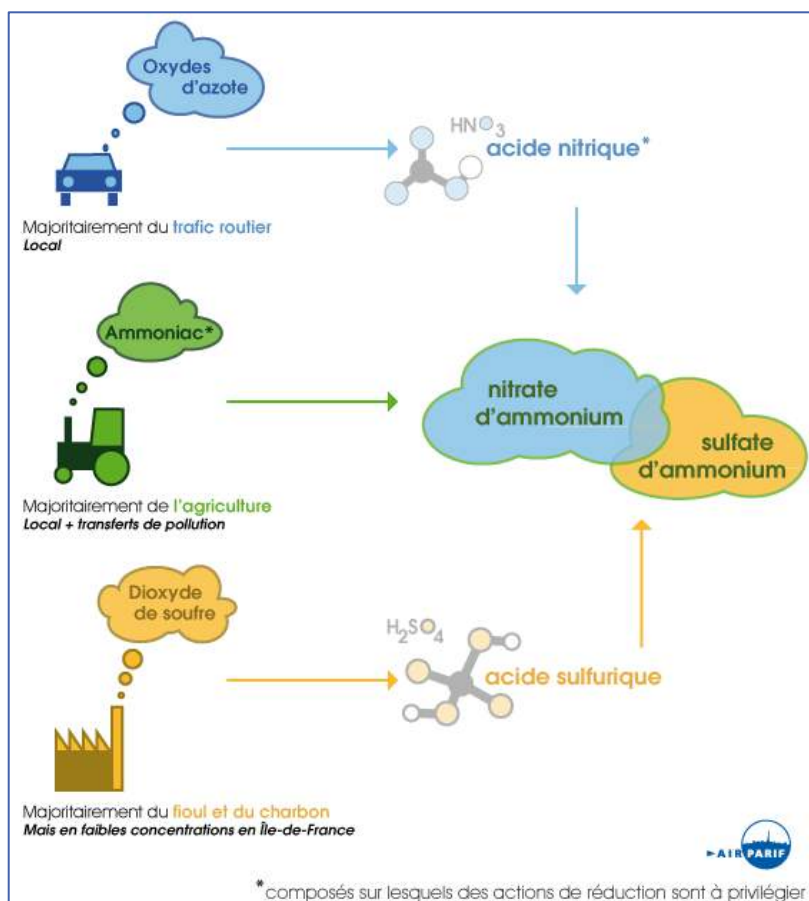 Oxydes
d'azote
HNO3
acide nitrique*
Majoritairement du trafic routier
Local
Ammoniac*
nitrate
d'ammonium
sulfate
d'ammonium
Majoritairement de l'agriculture
Local + transferts de pollution
Dioxyde
de soufre
H2SO4
acide sulfurique
Majoritairement du fioul et du charbon
Mais en faibles concentrations en Île-de-France
AIRPARIF
*composés sur lesquels des actions de réduction sont à privilégier